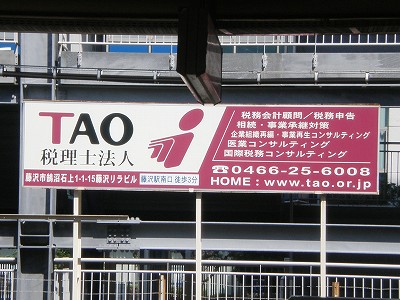 TAO
税理士法人
藤沢市鵠沼石上1-1-15藤沢リラビル
藤沢駅南口 徒歩3分
税務会計顧問／税務申告
相続・事業承継対策
企業組織再編・事業再生コンサルティング
医業コンサルティング
国際税務コンサルティング
☎0466-25-6008
HOME：www.tao.or.jp